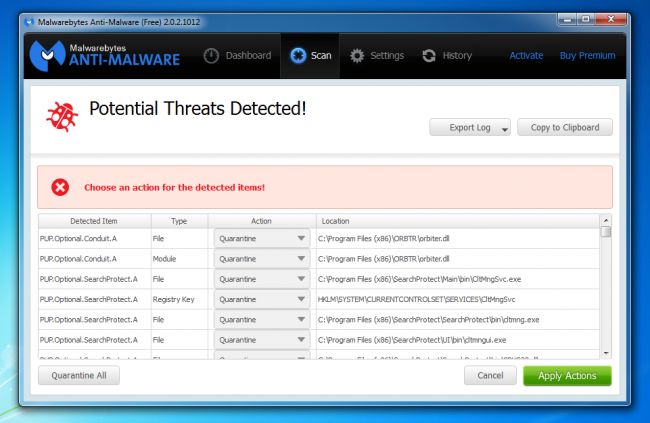 Malwarebytes Anti-Malware (Free) 2.0.2.1012
Malwarebytes
ANTI-MALWARE
Dashboard Scan Settings History Activate Buy Premium
Potential Threats Detected!
Export Log Copy to Clipboard
Choose an action for the detected items!
Detected Item Type Action Location
PUP.Optional.Conduit.A File Quarantine C:\Program Files (x86)\ORBTR\orbiter.dll
PUP.Optional.Conduit.A Module Quarantine C:\Program Files (x86)\ORBTR\orbiter.dll
PUP.Optional.SearchProtect.A File Quarantine C:\Program Files (x86)\SearchProtect\Main\bin\CltMngSvc.exe
PUP.Optional.SearchProtect.A Registry Key Quarantine HKLM\SYSTEM\CURRENTCONTROLSET\SERVICES\CltMngSvc
PUP.Optional.SearchProtect.A File Quarantine C:\Program Files (x86)\SearchProtect\SearchProtect\bin\cltmng.exe
PUP.Optional.SearchProtect.A File Quarantine C:\Program Files (x86)\SearchProtect\UI\bin\cltmngui.exe
PUP.Optional.SearchProtect.A File Quarantine
Quarantine All Cancel Apply Actions